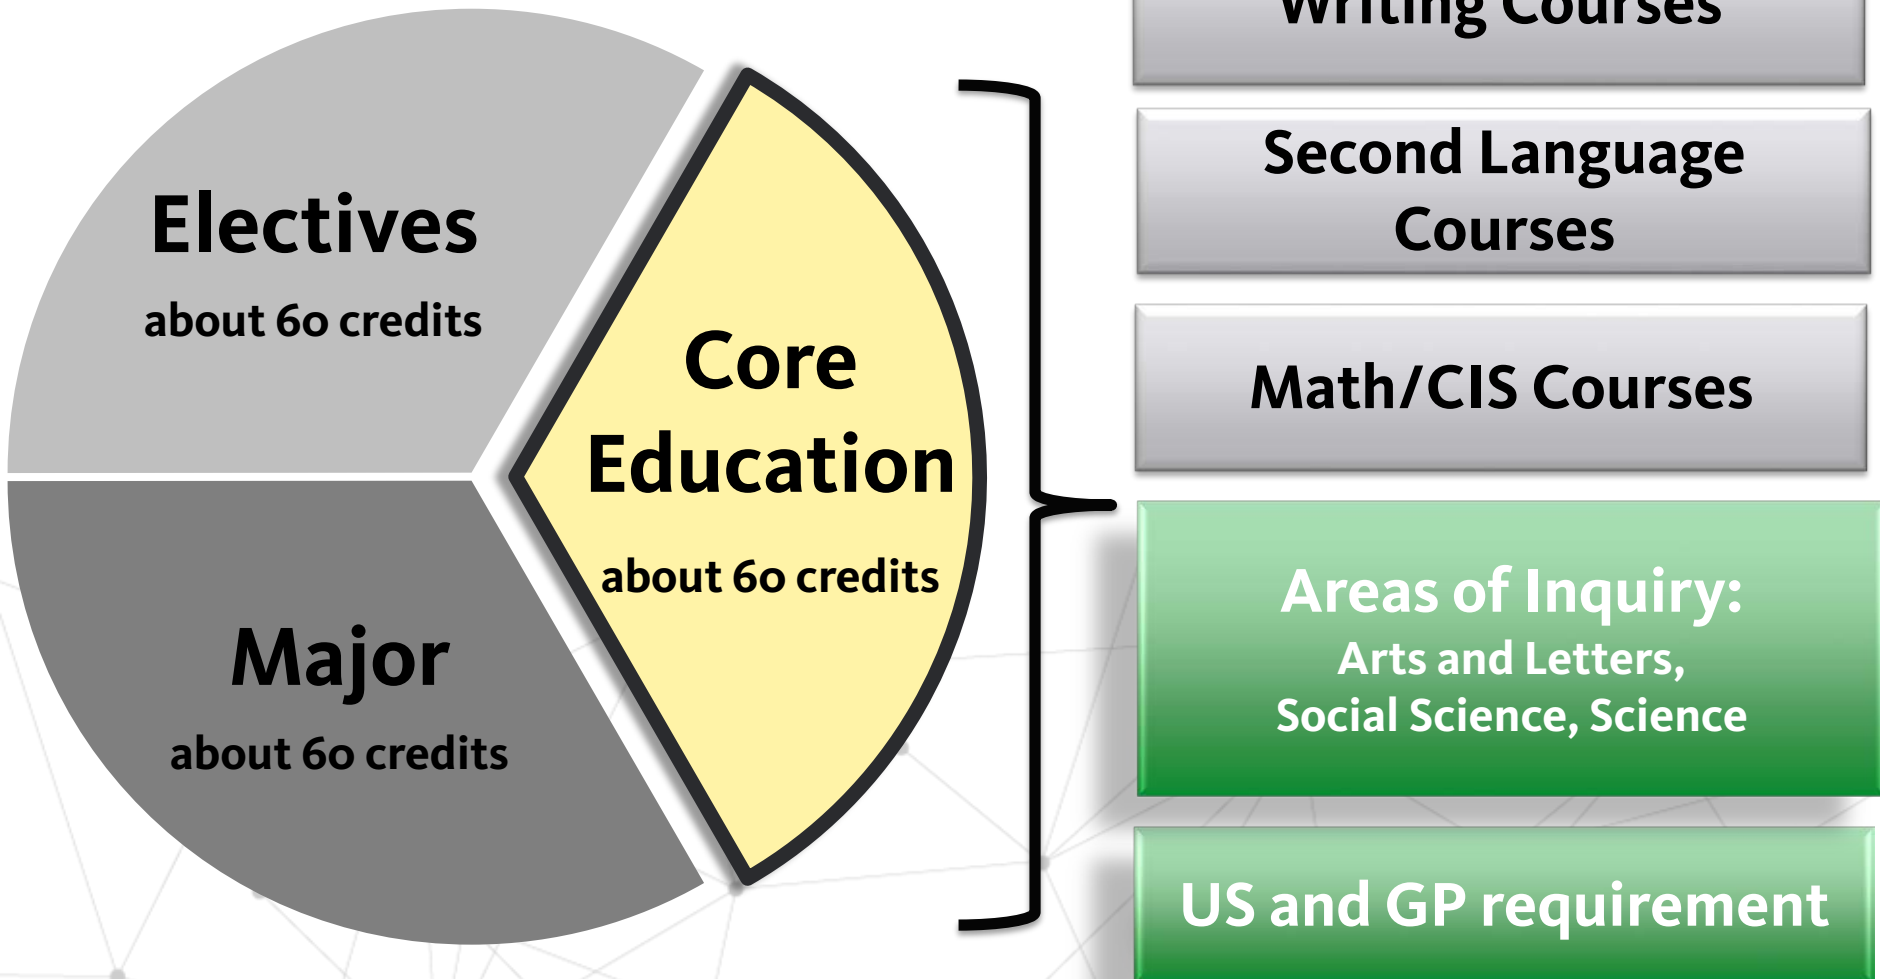 Electives
about 60 credits
Core
Education
about 60 credits
Major
about 60 credits
Writing Courses
Second Language
Courses
Math/CIS Courses
Areas of Inquiry:
Arts and Letters,
Social Science, Science
US and GP requirement